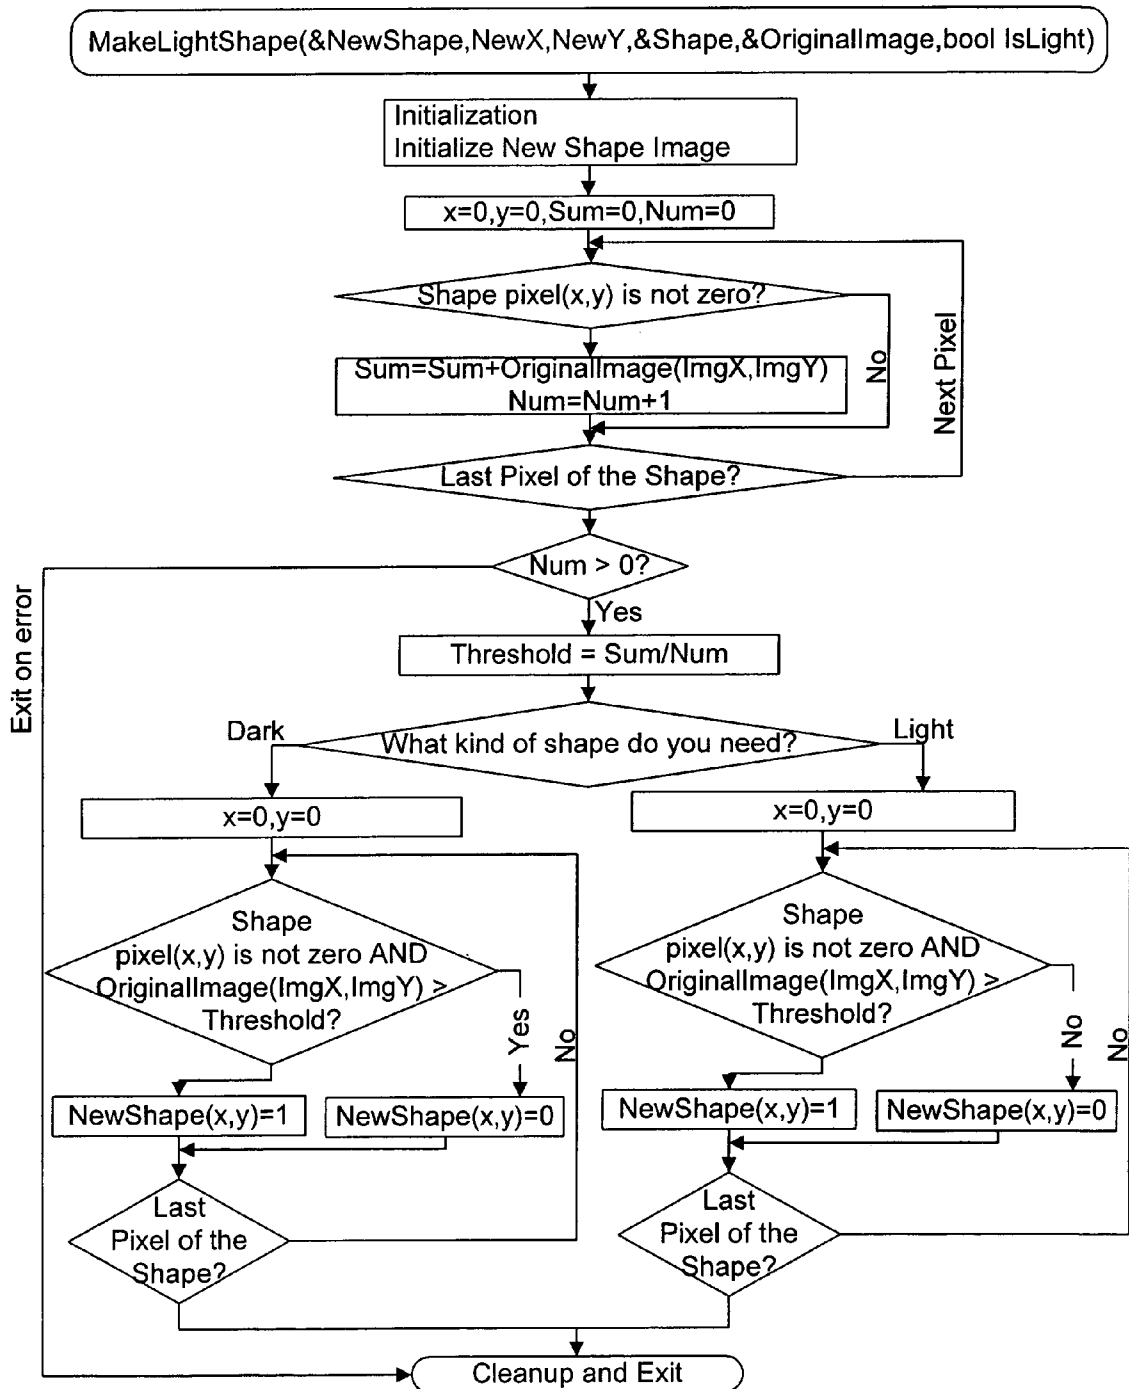 MakeLightShape(&NewShape,NewX,NewY,&Shape,&OriginalImage,bool IsLight)
Initialization
Initialize New Shape Image
x=0,y=0,Sum=0,Num=0
Shape pixel(x,y) is not zero?
No
Next Pixel
Sum=Sum+OriginalImage(ImgX,ImgY)
Num=Num+1
Last Pixel of the Shape?
Num > 0?
Exit on error
Yes
Threshold = Sum/Num
What kind of shape do you need?
Dark
Light
x=0,y=0
Shape
pixel(x,y) is not zero AND
OriginalImage(ImgX,ImgY) ≥
Threshold?
Yes
No
NewShape(x,y)=1
NewShape(x,y)=0
Last
Pixel of the
Shape?
x=0,y=0
Shape
pixel(x,y) is not zero AND
OriginalImage(ImgX,ImgY) ≥
Threshold?
No
No
NewShape(x,y)=1
NewShape(x,y)=0
Last
Pixel of the
Shape?
Cleanup and Exit